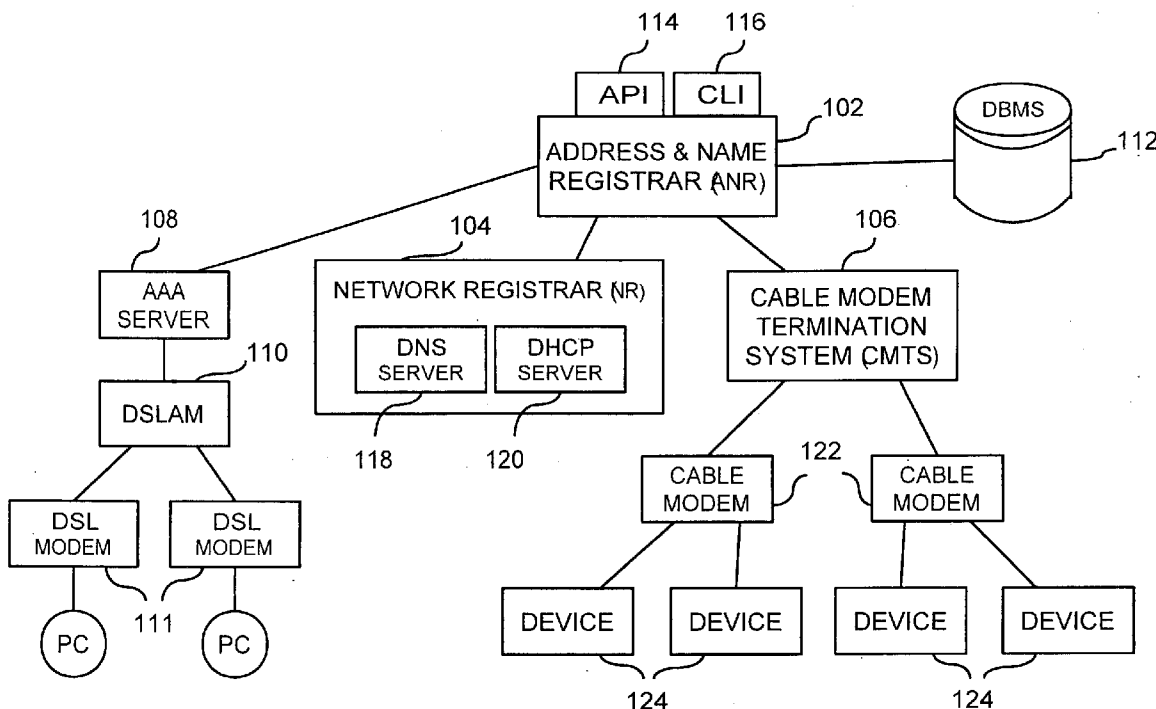 114
116
API
CLI
102
DBMS
ADDRESS & NAME
REGISTRAR (ANR)
112
108
104
106
AAA
SERVER
NETWORK REGISTRAR (NR)
CABLE MODEM
TERMINATION
SYSTEM (CMTS)
DNS
SERVER
DHCP
SERVER
110
DSLAM
118
120
122
CABLE
MODEM
CABLE
MODEM
DSL
MODEM
DSL
MODEM
111
PC
PC
DEVICE
DEVICE
DEVICE
DEVICE
124
124